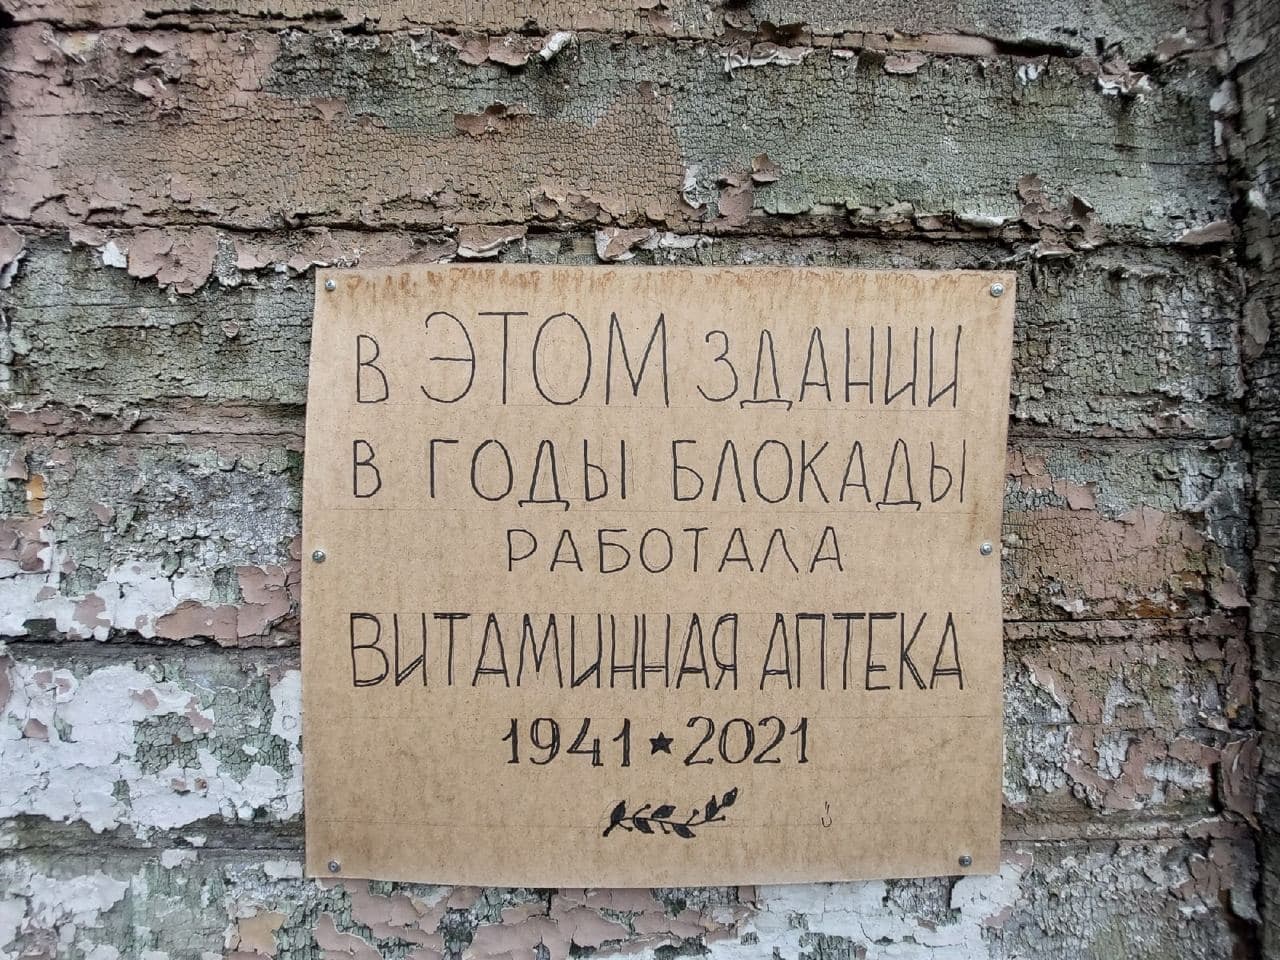 В ЭТОМ ЗДАНИИ
В ГОДЫ БЛОКАДЫ
РАБОТАЛА
ВИТАМИННАЯ АПТЕКА
1941★2021